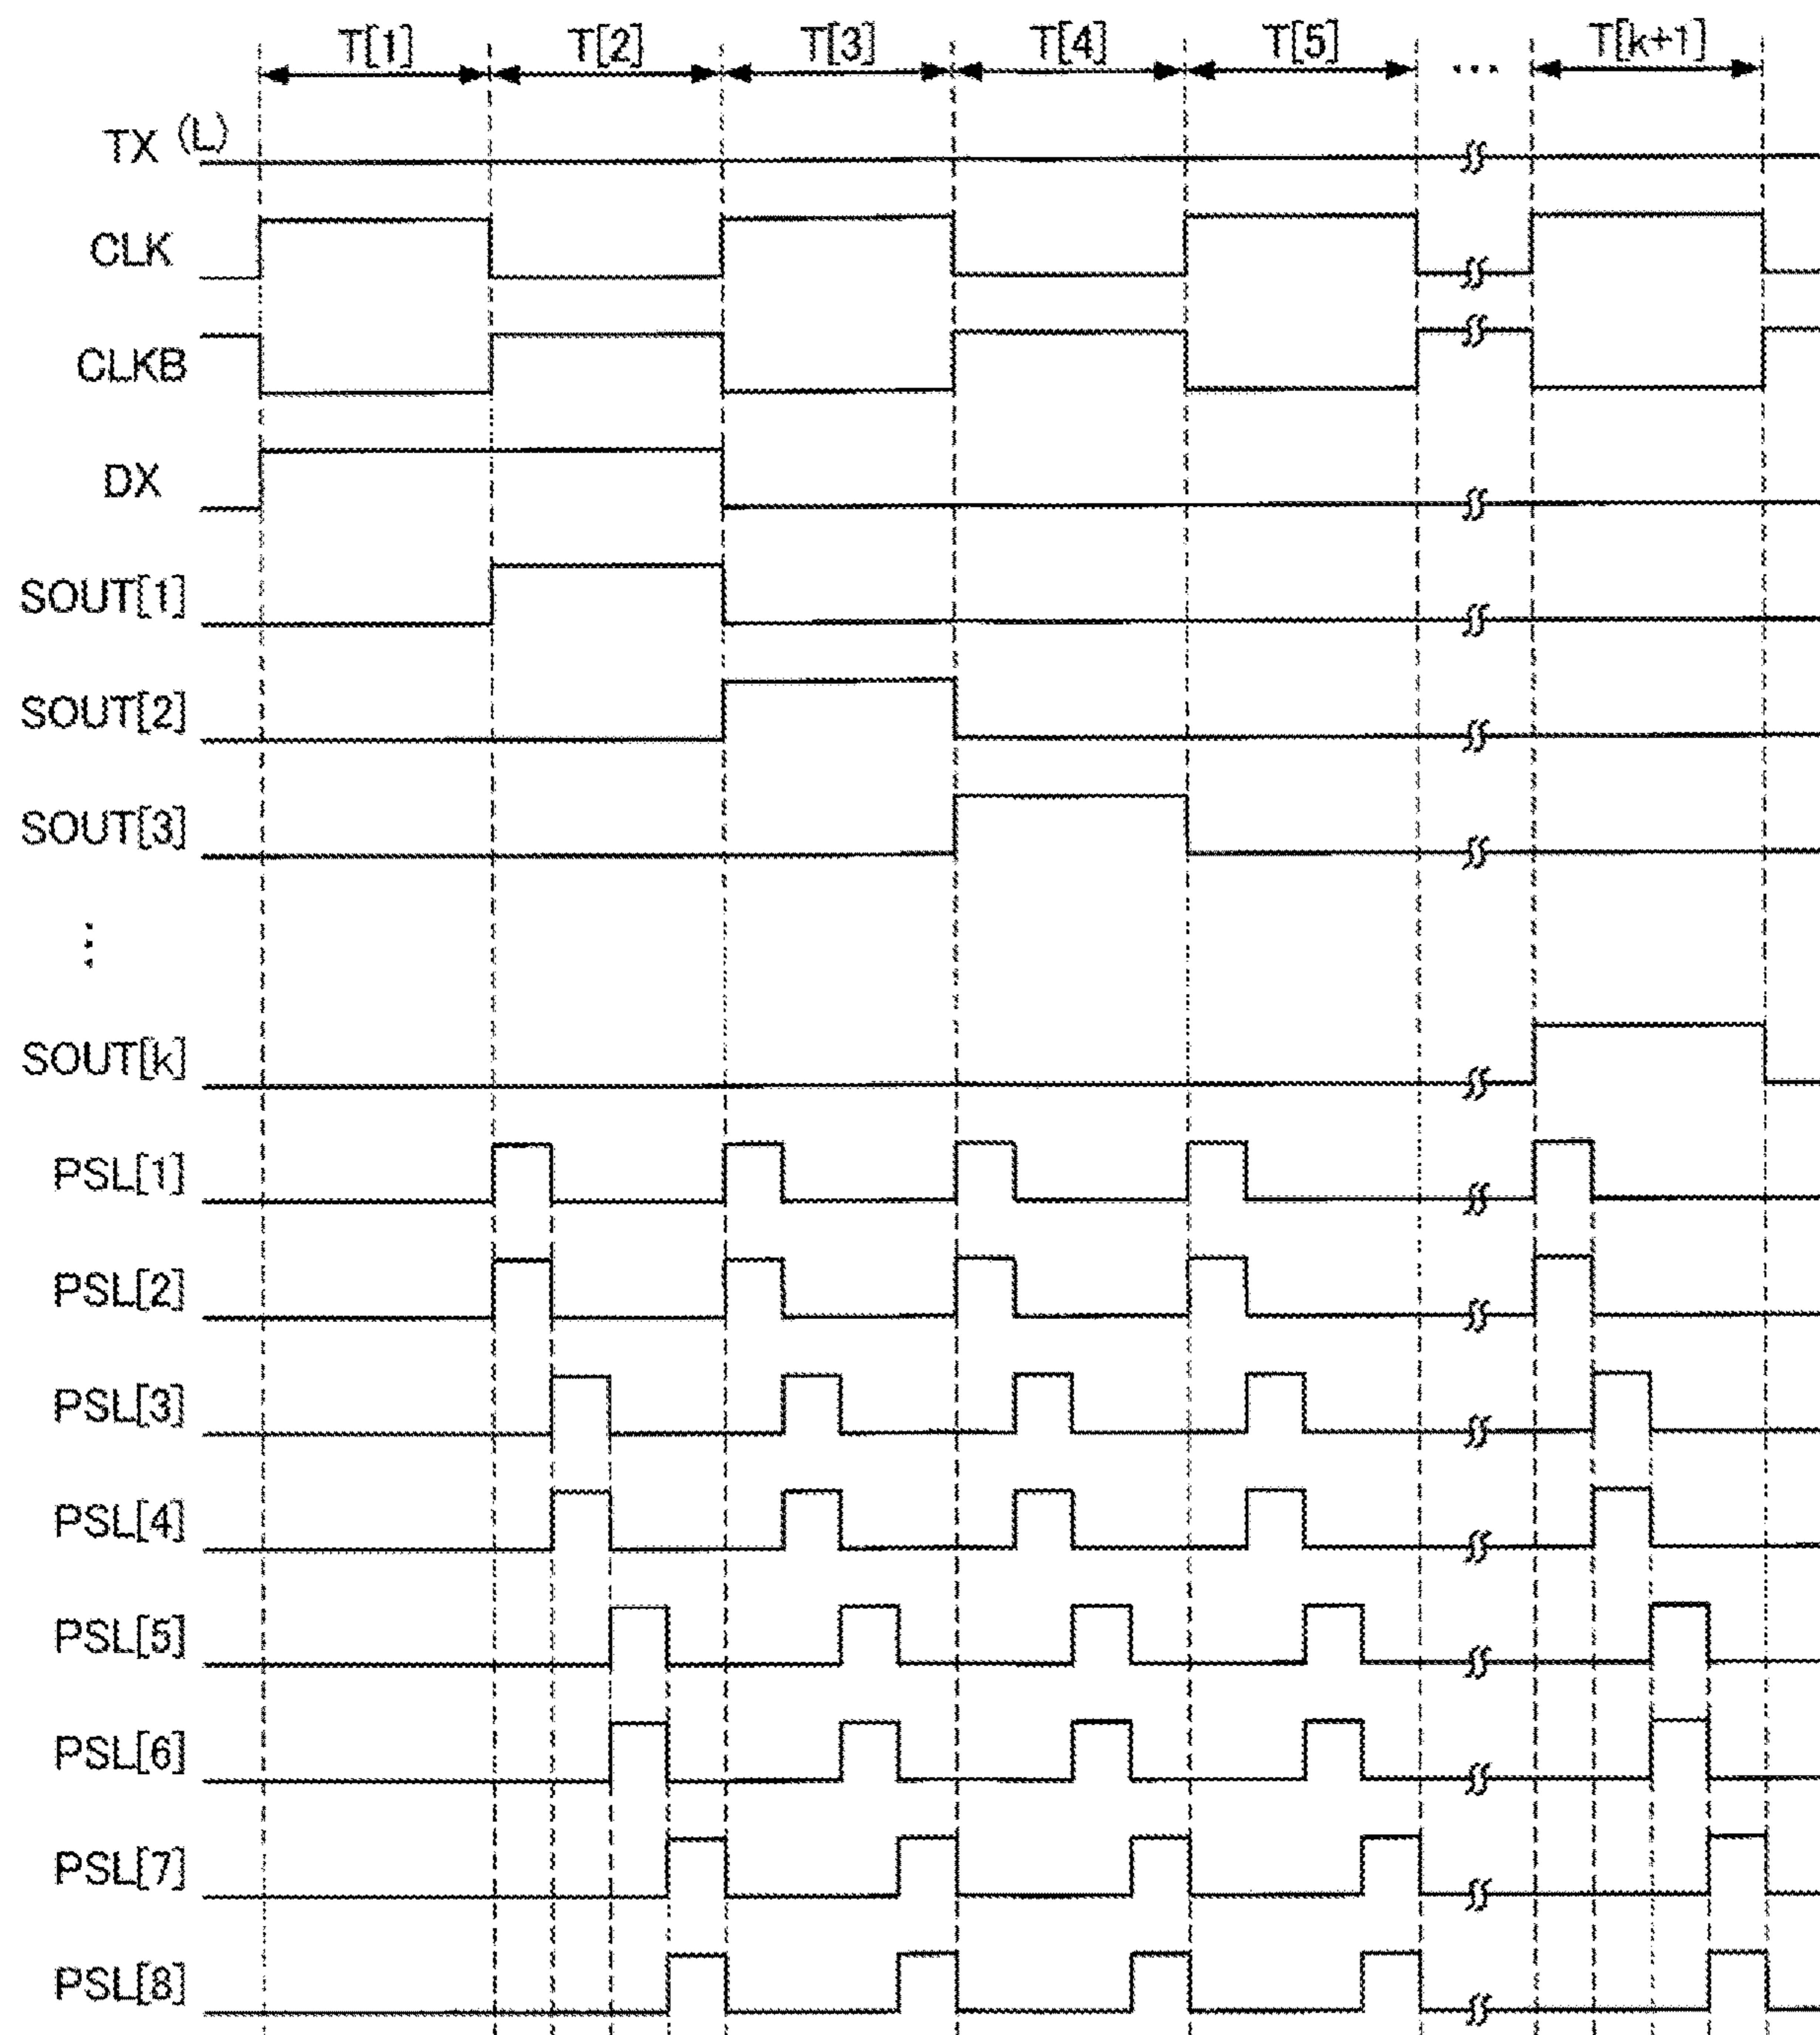 T[1] T[2] T[3] T[4] T[5] ... T[k+1]
TX (L)
CLK
CLKB
DX
SOUT[1]
SOUT[2]
SOUT[3]
⋮
SOUT[k]
PSL[1]
PSL[2]
PSL[3]
PSL[4]
PSL[5]
PSL[6]
PSL[7]
PSL[8]